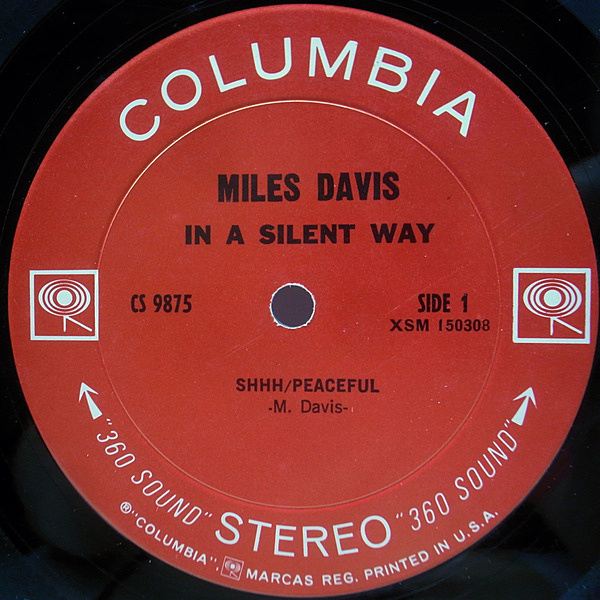 COLUMBIA
MILES DAVIS
IN A SILENT WAY
CS 9875
SIDE 1
XSM 150308
SHHH/PEACEFUL
-M. Davis-
"360 SOUND" STEREO "360 SOUND"
®"COLUMBIA", MARCAS REG. PRINTED IN U.S.A.